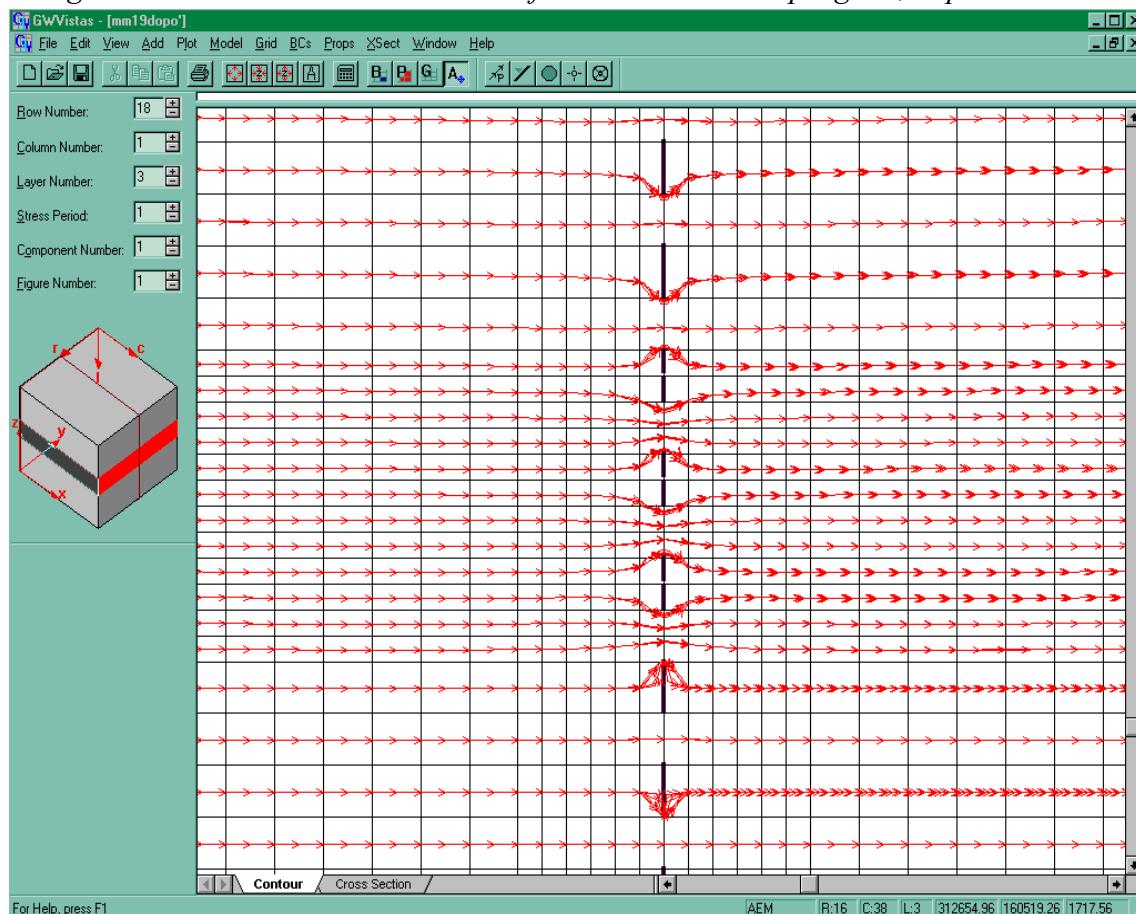 GWVistas - [mm19dopo']
File Edit View Add Plot Model Grid BCs Props XSect Window Help
B P G A P
Row Number: 18
Column Number: 1
Layer Number: 3
Stress Period: 1
Component Number: 1
Figure Number: 1
r c
l
z y
x
Contour Cross Section
For Help, press F1 AEM R:16 C:38 L:3 312654.96 160519.26 1717.56